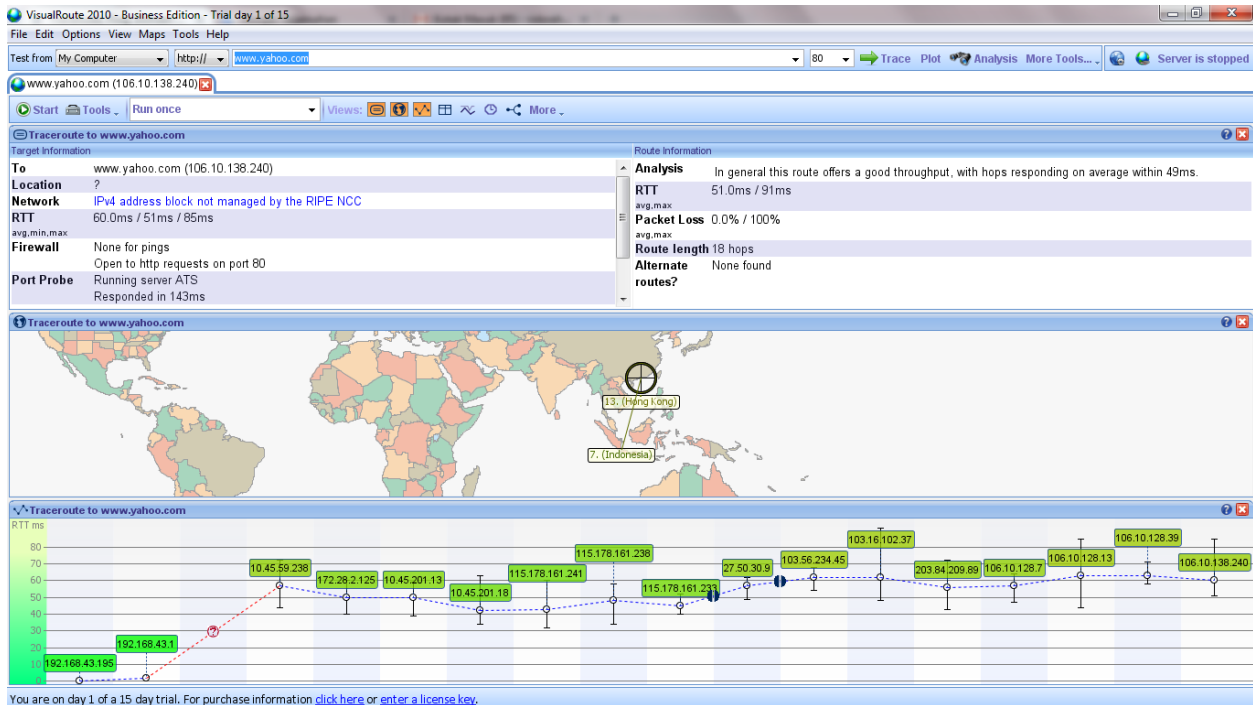 VisualRoute 2010 - Business Edition - Trial day 1 of 15
File Edit Options View Maps Tools Help
Test from My Computer http:// www.yahoo.com 80 Trace Plot Analysis More Tools... Server is stopped
www.yahoo.com (106.10.138.240)
Start Tools Run once Views: More
Traceroute to www.yahoo.com
Target Information
To www.yahoo.com (106.10.138.240)
Location ?
Network IPv4 address block not managed by the RIPE NCC
RTT 60.0ms / 51ms / 85ms
avg,min,max
Firewall None for pings
Open to http requests on port 80
Port Probe Running server ATS
Responded in 143ms
Route Information
Analysis In general this route offers a good throughput, with hops responding on average within 49ms.
RTT 51.0ms / 91ms
avg,max
Packet Loss 0.0% / 100%
avg,max
Route length 18 hops
Alternate None found
routes?
Traceroute to www.yahoo.com
13. (Hong Kong)
7. (Indonesia)
Traceroute to www.yahoo.com
RTT ms
80
70
60
50
40
30
20
10
0
192.168.43.195
192.168.43.1
?
10.45.59.238
172.28.2.125
10.45.201.13
10.45.201.18
115.178.161.241
115.178.161.238
115.178.161.233
27.50.30.9
103.56.234.45
103.16.102.37
203.84.209.89
106.10.128.7
106.10.128.13
106.10.128.39
106.10.138.240
You are on day 1 of a 15 day trial. For purchase information click here or enter a license key.